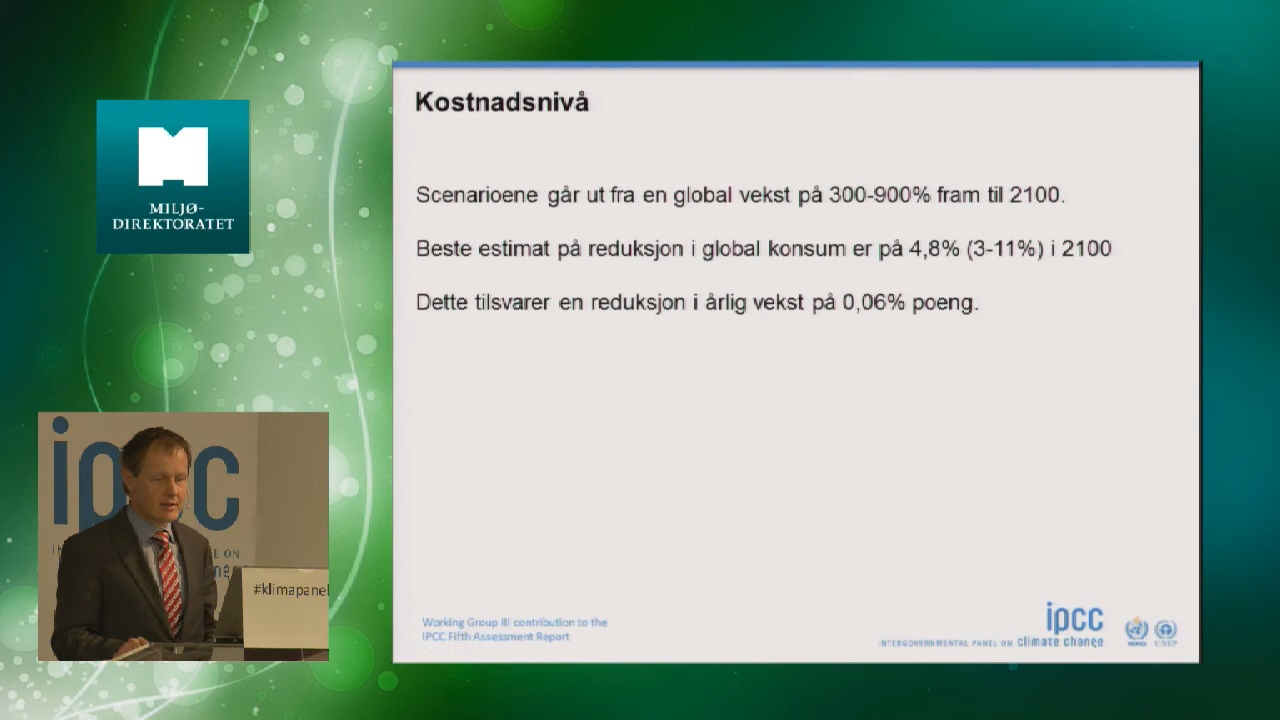 MILJØ-
DIREKTORATET
Kostnadsnivå
Scenarioene går ut fra en global vekst på 300-900% fram til 2100.
Beste estimat på reduksjon i global konsum er på 4,8% (3-11%) i 2100
Dette tilsvarer en reduksjon i årlig vekst på 0,06% poeng.
ipcc
L ON
#klimapanel
Working Group III contribution to the
IPCC Fifth Assessment Report
ipcc
INTERGOVERNMENTAL PANEL ON climate change
WMO UNEP